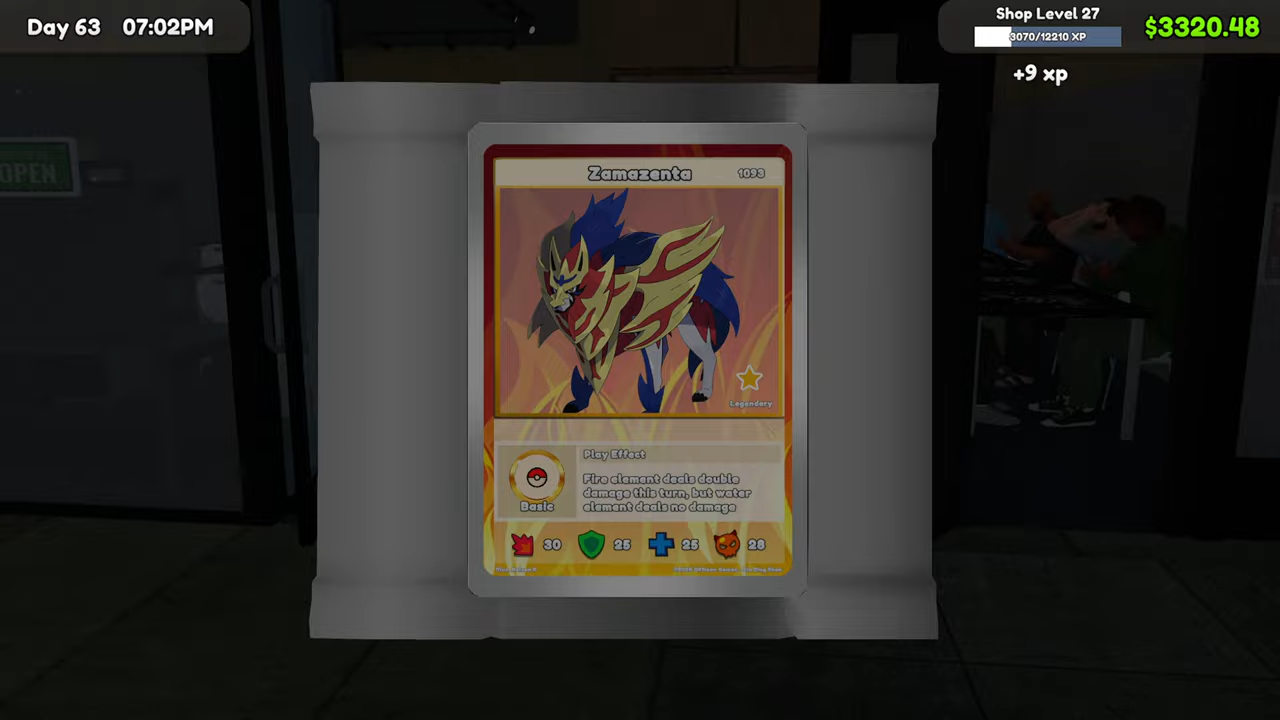 Day 63 07:02PM
Shop Level 27
3070/12210 XP
$3320.48
+9 xp
OPEN
Zamazenta 1093
Legendary
Play Effect
Fire element deals double
damage this turn, but water
element deals no damage
Basic
30 25 25 28